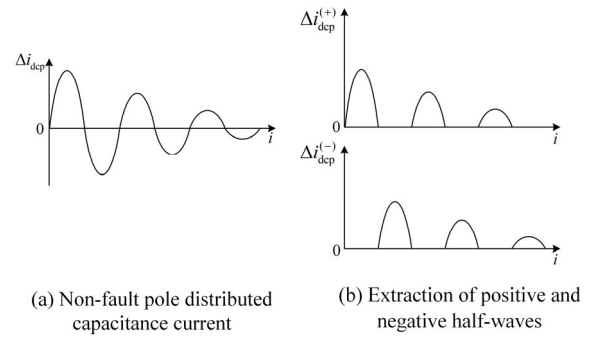 Δi_dcp
0
i
(a) Non-fault pole distributed
capacitance current
Δi_dcp^(+)
0
i
Δi_dcp^(-)
0
i
(b) Extraction of positive and
negative half-waves